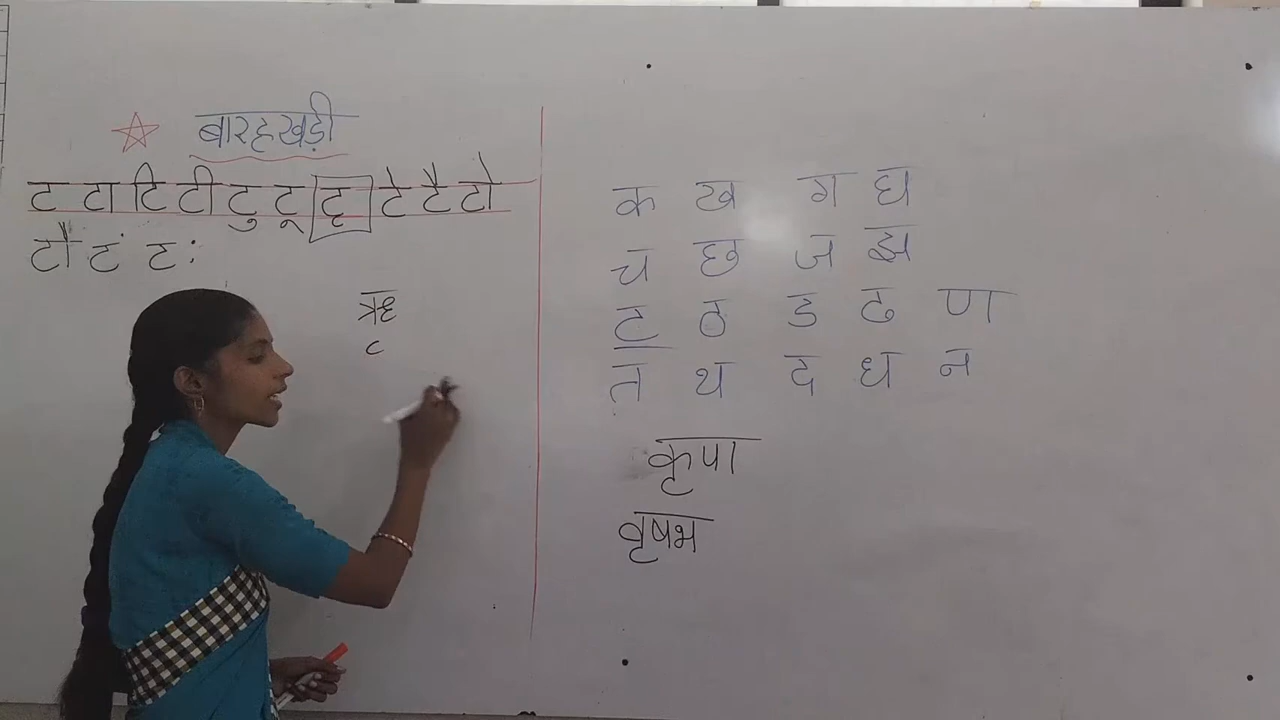 बारहखड़ी
ट टा टि टी टु टू टृ टे टै टो
टौ टं टः
ऋ
ृ
क ख ग घ
च छ ज झ
ट ठ ड ढ ण
त थ द ध न
कृपा
वृषभ